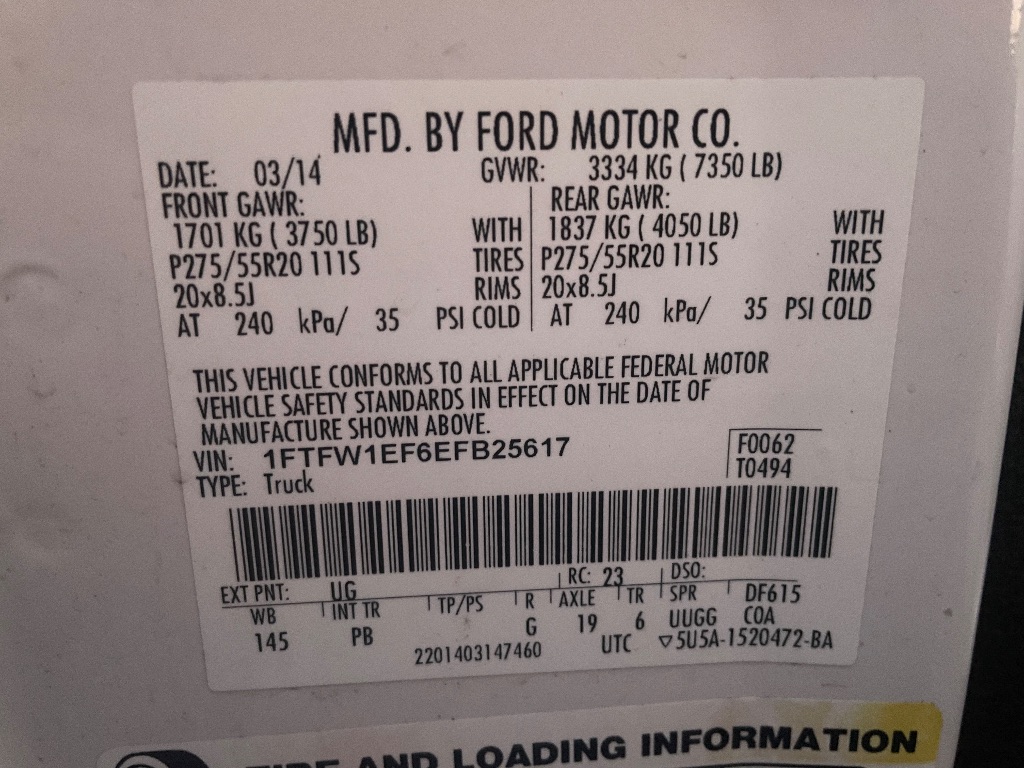 MFD. BY FORD MOTOR CO.
DATE: 03/14 GVWR: 3334 KG ( 7350 LB)
FRONT GAWR: REAR GAWR:
1701 KG ( 3750 LB) WITH 1837 KG ( 4050 LB) WITH
P275/55R20 111S TIRES P275/55R20 111S TIRES
20x8.5J RIMS 20x8.5J RIMS
AT 240 kPa/ 35 PSI COLD AT 240 kPa/ 35 PSI COLD
THIS VEHICLE CONFORMS TO ALL APPLICABLE FEDERAL MOTOR
VEHICLE SAFETY STANDARDS IN EFFECT ON THE DATE OF
MANUFACTURE SHOWN ABOVE.
VIN: 1FTFW1EF6EFB25617 F0062
TYPE: Truck T0494
EXT PNT: UG RC: 23 DSO:
WB INT TR TP/PS R AXLE TR SPR DF615
145 PB G 19 6 UUGG COA
2201403147460 UTC ▽5U5A-1520472-BA
TIRE AND LOADING INFORMATION